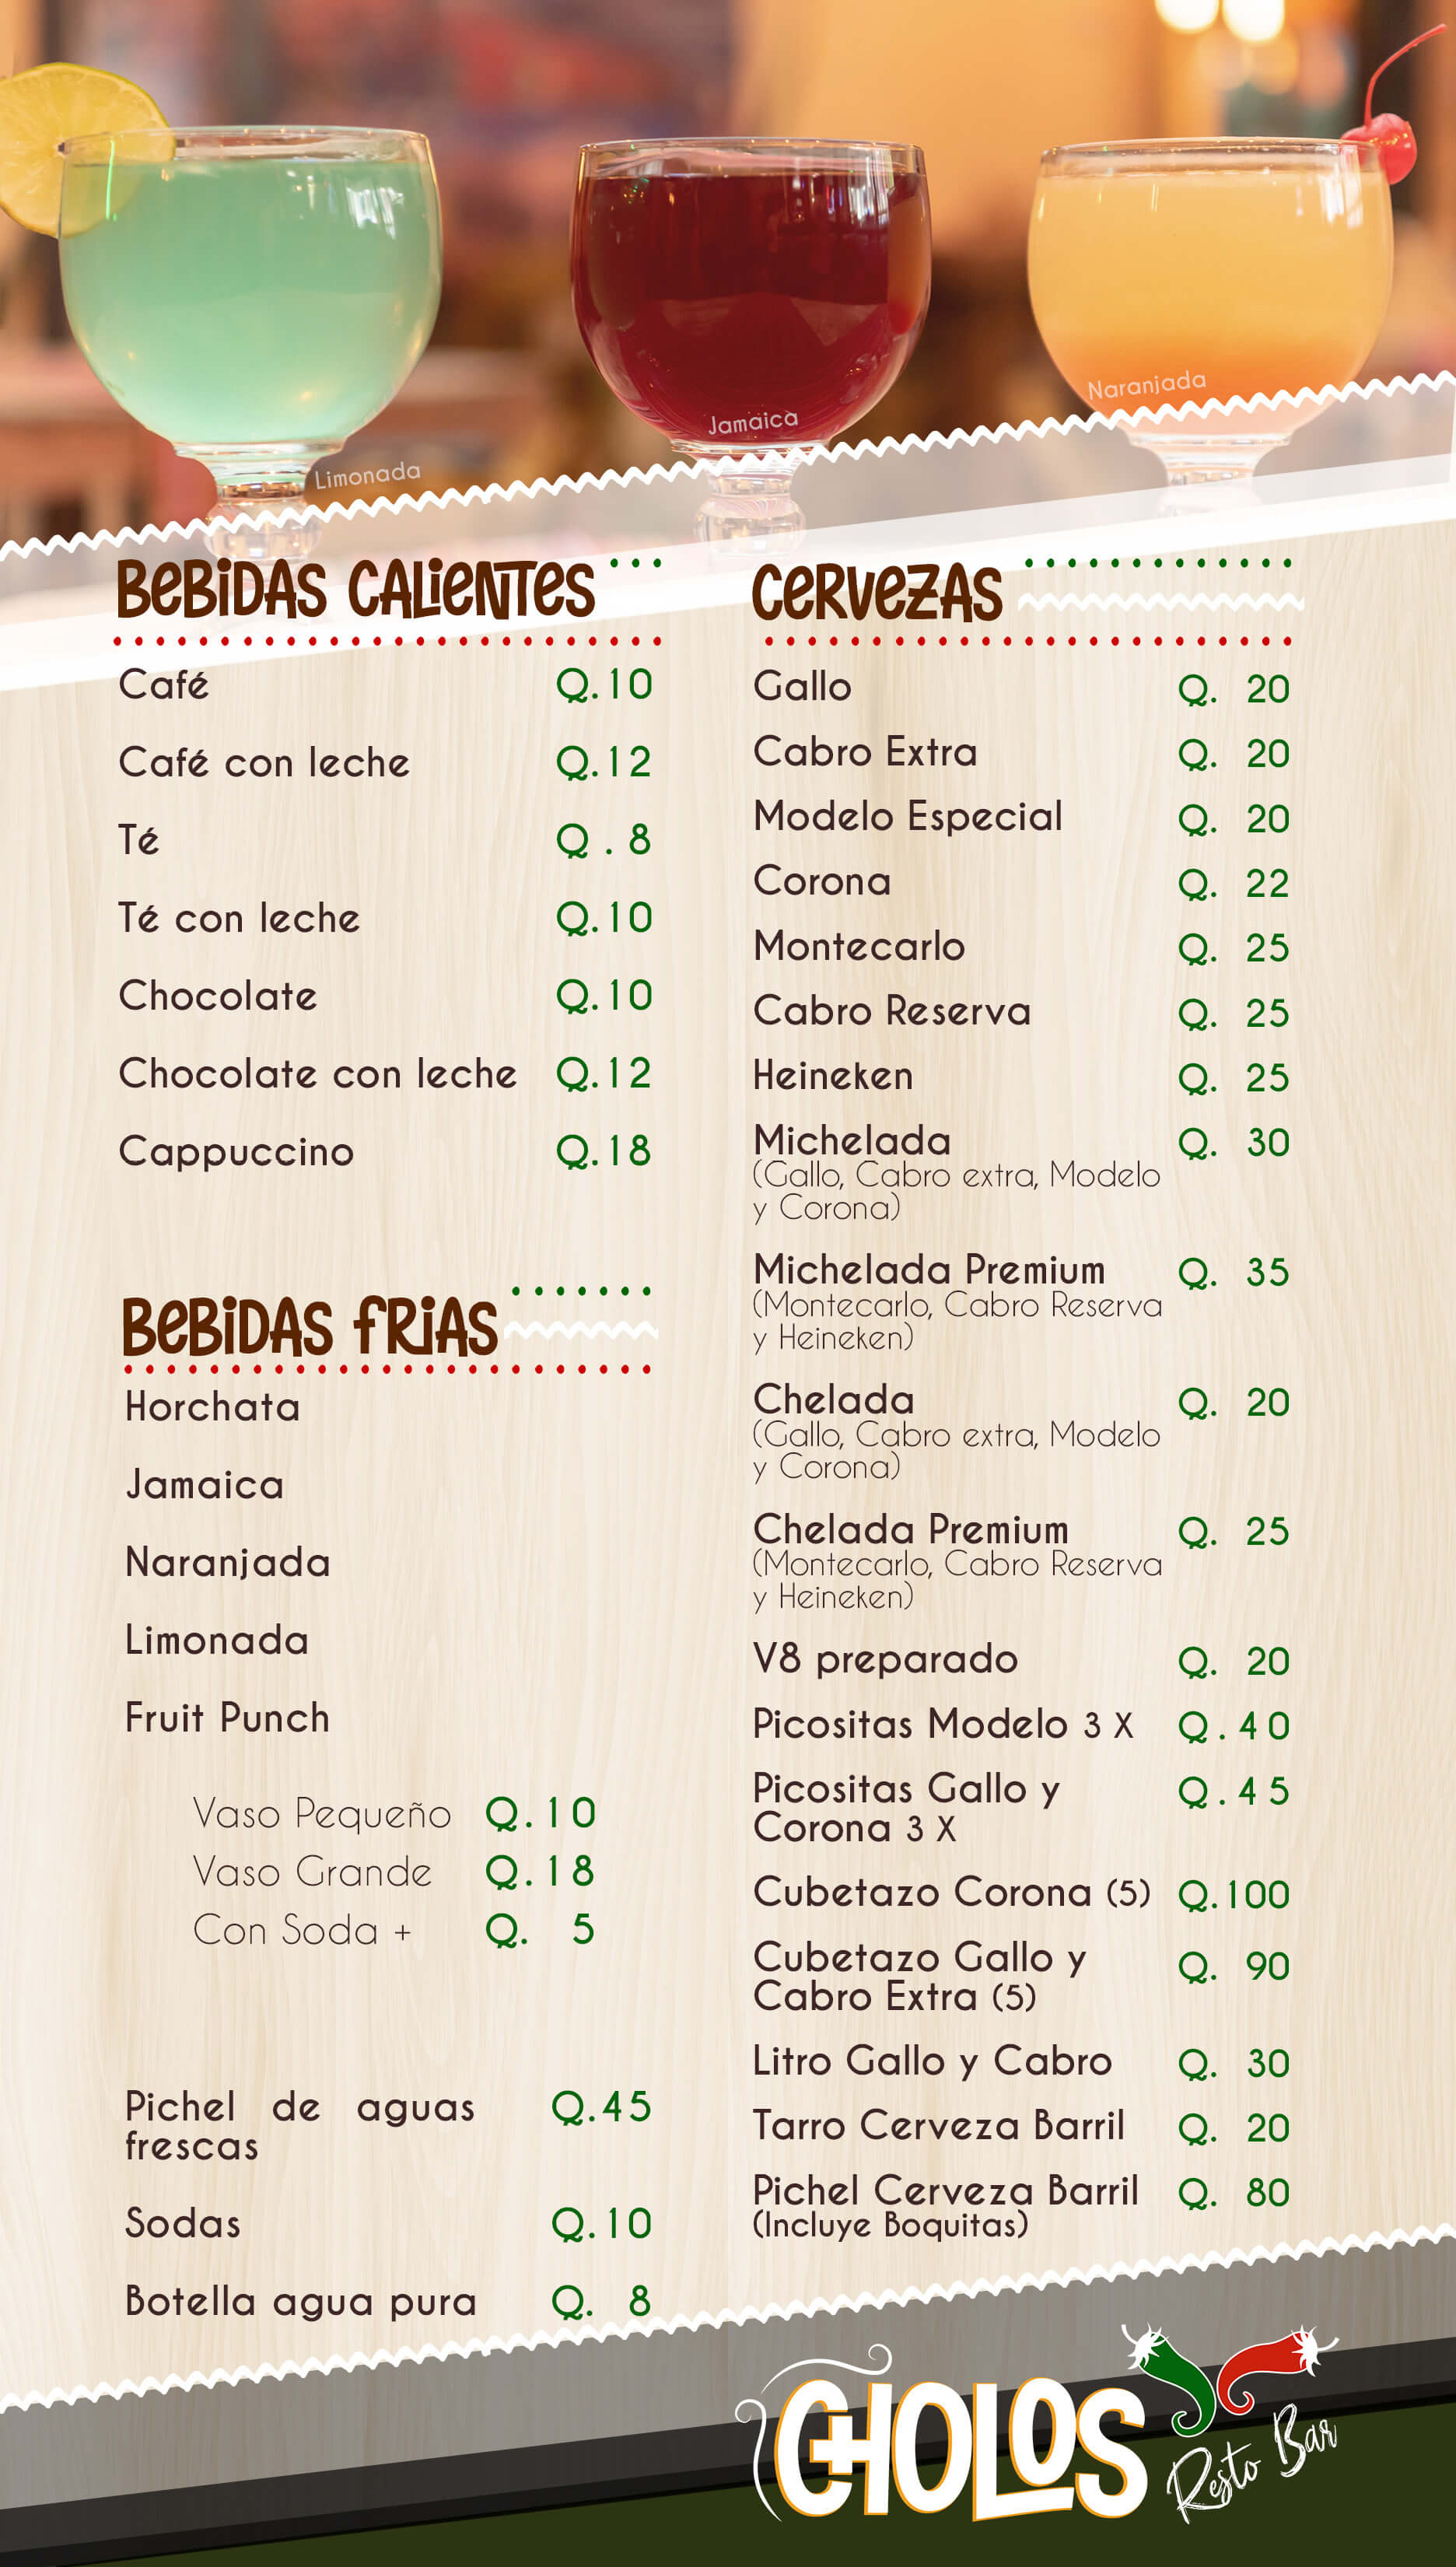 Limonada
Jamaica
Naranjada
BEBIDAS CALIENTES
Café Q.10
Café con leche Q.12
Té Q.8
Té con leche Q.10
Chocolate Q.10
Chocolate con leche Q.12
Cappuccino Q.18
BEBIDAS FRIAS
Horchata
Jamaica
Naranjada
Limonada
Fruit Punch
Vaso Pequeño Q.10
Vaso Grande Q.18
Con Soda + Q. 5
Pichel de aguas Q.45
frescas
Sodas Q.10
Botella agua pura Q. 8
CERVEZAS
Gallo Q. 20
Cabro Extra Q. 20
Modelo Especial Q. 20
Corona Q. 22
Montecarlo Q. 25
Cabro Reserva Q. 25
Heineken Q. 25
Michelada Q. 30
(Gallo, Cabro extra, Modelo
y Corona)
Michelada Premium Q. 35
(Montecarlo, Cabro Reserva
y Heineken)
Chelada Q. 20
(Gallo, Cabro extra, Modelo
y Corona)
Chelada Premium Q. 25
(Montecarlo, Cabro Reserva
y Heineken)
V8 preparado Q. 20
Picositas Modelo 3 X Q.40
Picositas Gallo y Q.45
Corona 3 X
Cubetazo Corona (5) Q.100
Cubetazo Gallo y Q. 90
Cabro Extra (5)
Litro Gallo y Cabro Q. 30
Tarro Cerveza Barril Q. 20
Pichel Cerveza Barril Q. 80
(Incluye Boquitas)
CHOLOS
Resto Bar